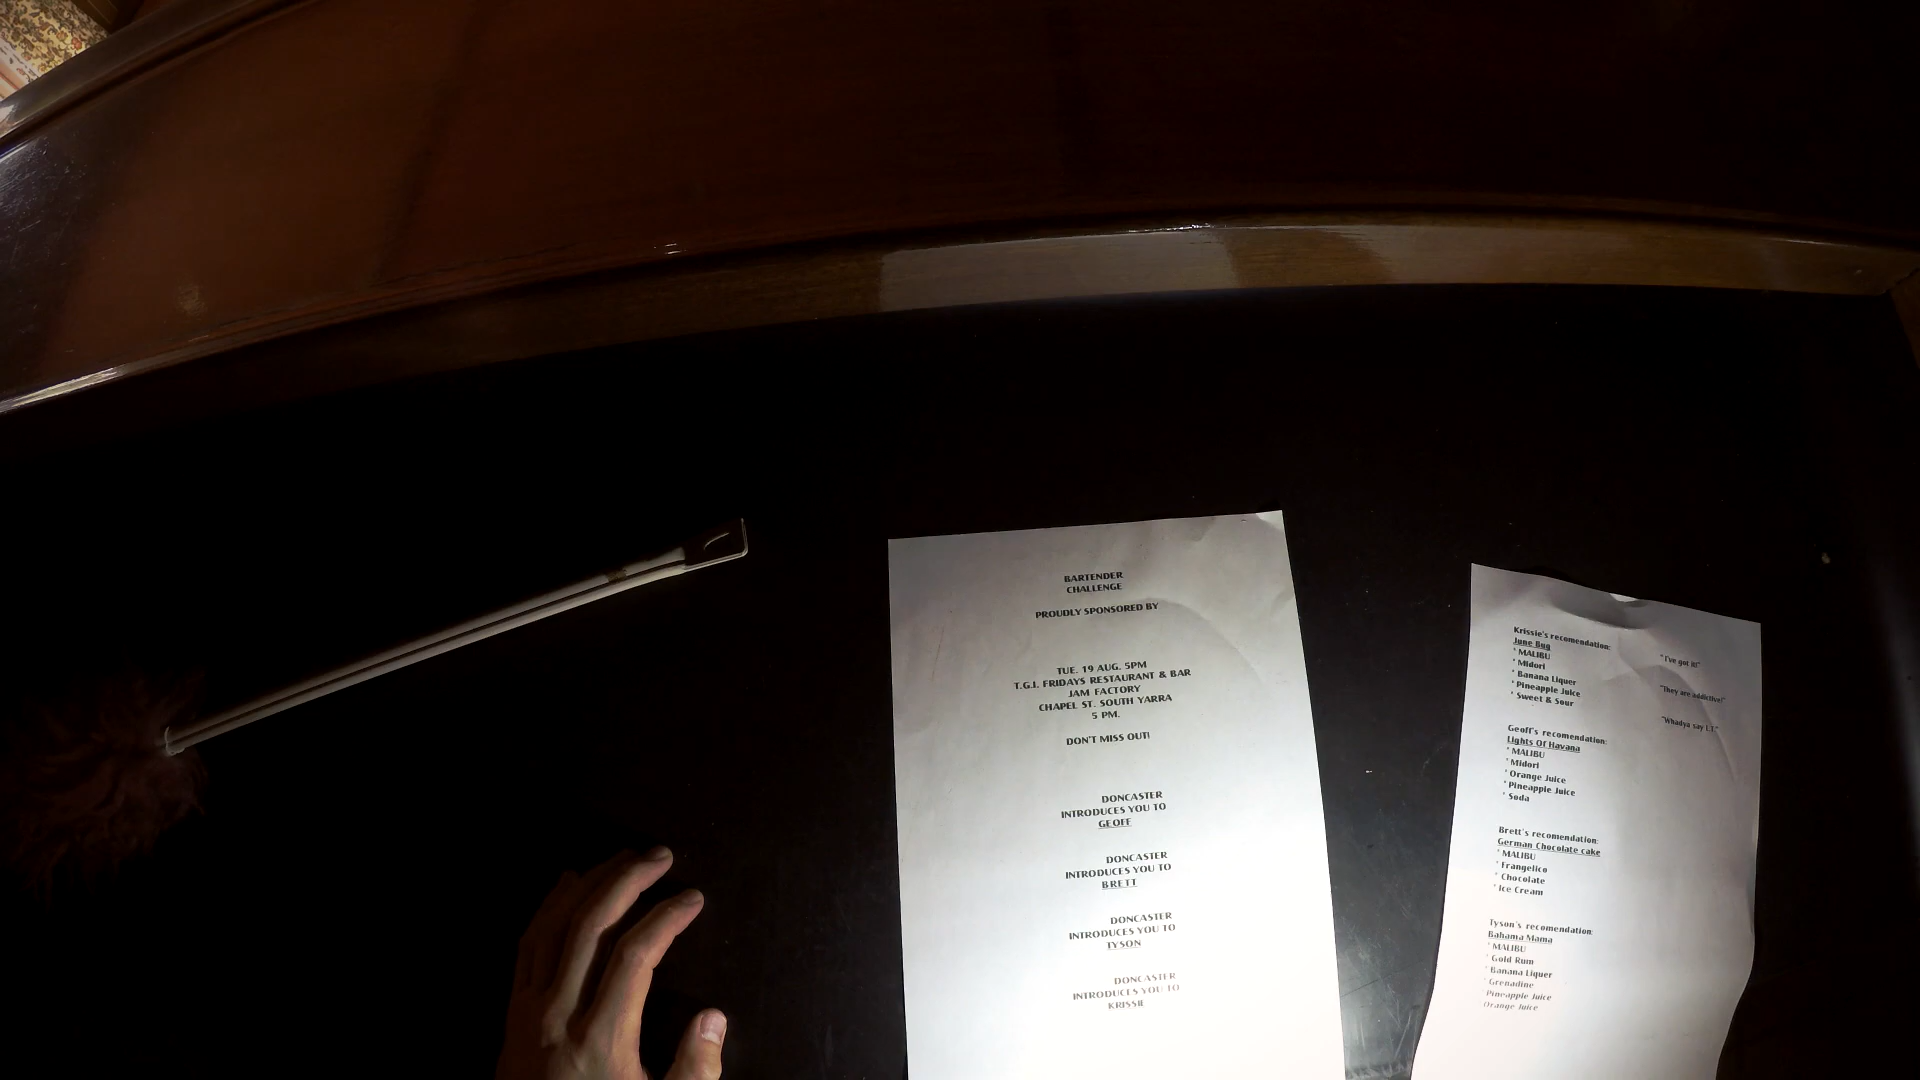 BARTENDER
CHALLENGE
PROUDLY SPONSORED BY
TUE. 19 AUG. 5PM
T.G.I. FRIDAYS RESTAURANT & BAR
JAM FACTORY
CHAPEL ST. SOUTH YARRA
5 PM.
DON'T MISS OUT!
DONCASTER
INTRODUCES YOU TO
GEOFF
DONCASTER
INTRODUCES YOU TO
BRETT
DONCASTER
INTRODUCES YOU TO
TYSON
DONCASTER
INTRODUCES YOU TO
KRISSIE
Krissie's recomendation:
June Bug
* MALIBU
* Midori
* Banana Liquer
* Pineapple Juice
* Sweet & Sour
"I've got it!"
"They are addictive!"
"Whadya say L.T."
Geoff's recomendation:
Lights Of Havana
* MALIBU
* Midori
* Orange Juice
* Pineapple Juice
* Soda
Brett's recomendation:
German Chocolate cake
* MALIBU
* Frangelico
* Chocolate
* Ice Cream
Tyson's recomendation:
Bahama Mama
* MALIBU
* Gold Rum
* Banana Liquer
* Grenadine
* Pineapple Juice
Orange Juice